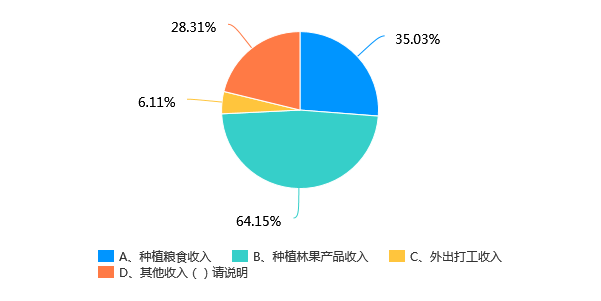 28.31%
35.03%
6.11%
64.15%
A、种植粮食收入 B、种植林果产品收入 C、外出打工收入
D、其他收入（ ）请说明